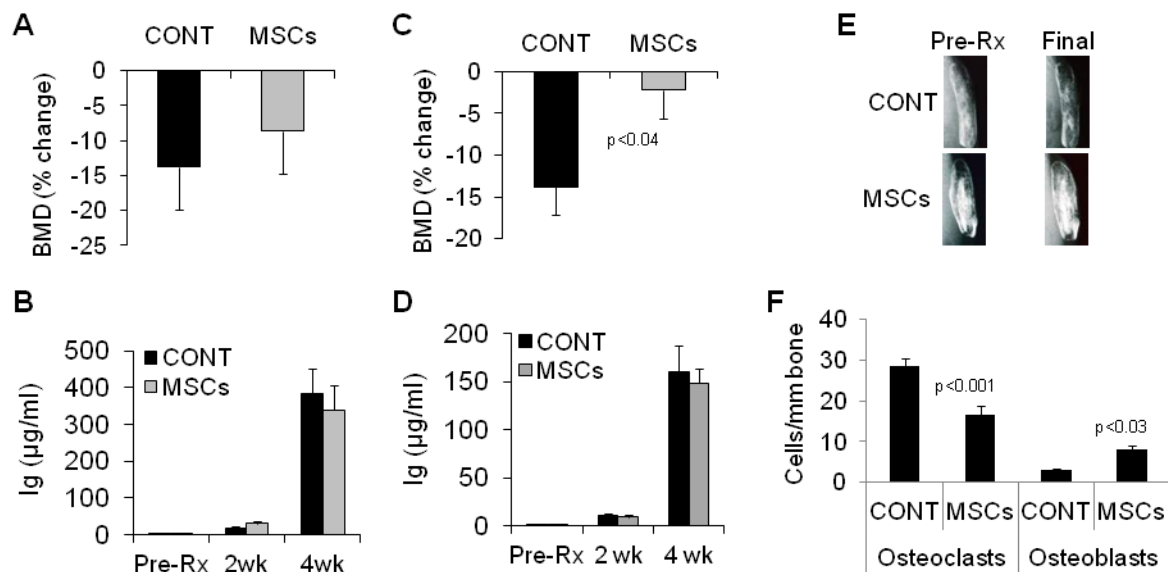 A
CONT MSCs
0
-5
-10
-15
-20
-25
BMD (% change)
C
CONT MSCs
0
-5
-10
-15
-20
BMD (% change)
p<0.04
E
Pre-Rx Final
CONT
MSCs
B
500
400
300
200
100
0
Ig (µg/ml)
CONT
MSCs
Pre-Rx 2wk 4wk
D
200
150
100
50
0
Ig (µg/ml)
CONT
MSCs
Pre-Rx 2 wk 4 wk
F
40
30
20
10
0
Cells/mm bone
p<0.001
p<0.03
CONT MSCs CONT MSCs
Osteoclasts Osteoblasts